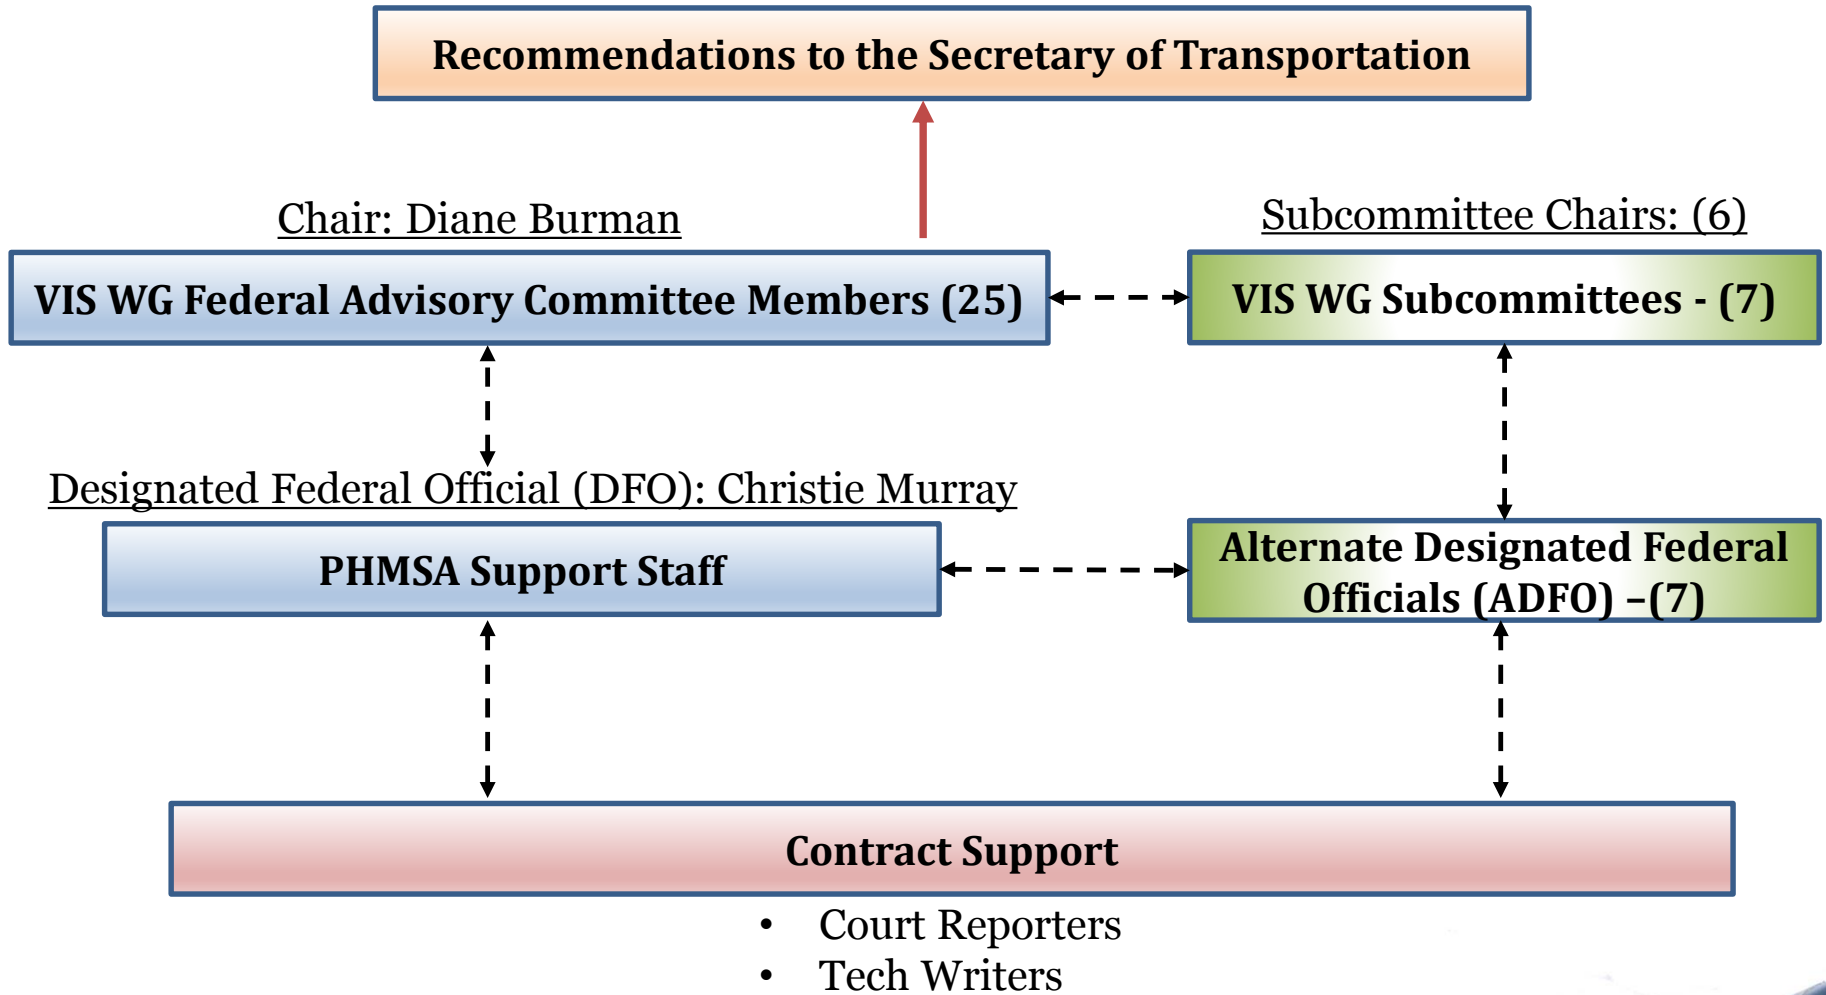 Recommendations to the Secretary of Transportation
Chair: Diane Burman
Subcommittee Chairs: (6)
VIS WG Federal Advisory Committee Members (25)
VIS WG Subcommittees - (7)
Designated Federal Official (DFO): Christie Murray
PHMSA Support Staff
Alternate Designated Federal
Officials (ADFO) –(7)
Contract Support
• Court Reporters
• Tech Writers